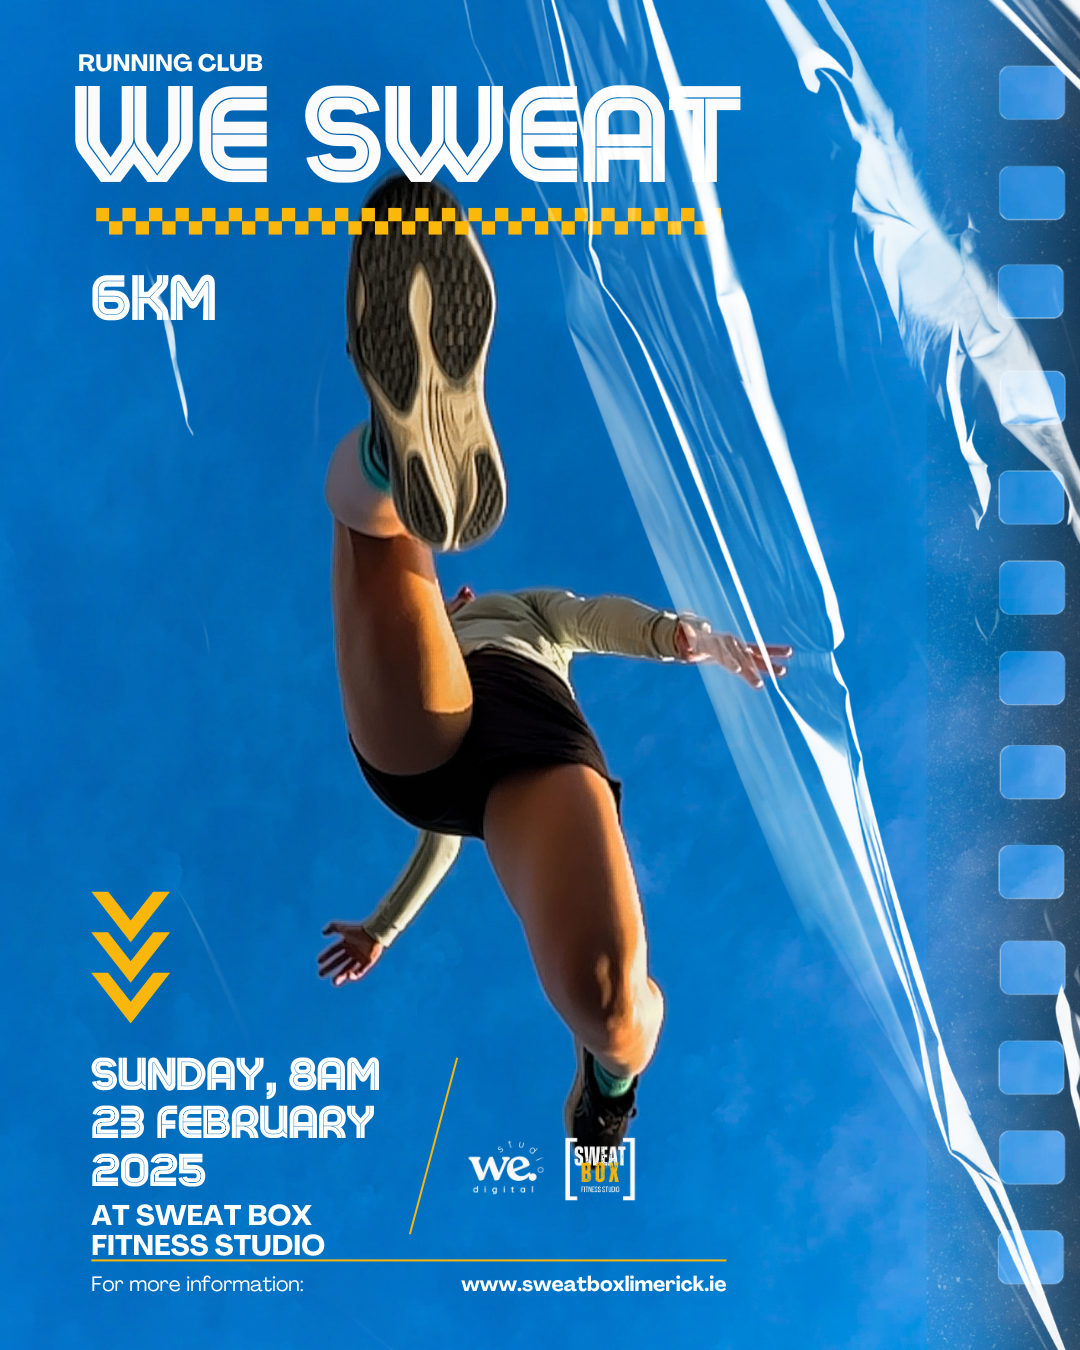 RUNNING CLUB
WE SWEAT
6KM
SUNDAY, 8AM
23 FEBRUARY
2025
AT SWEAT BOX
FITNESS STUDIO
studio
we.
digital
SWEAT
BOX
FITNESS STUDIO
For more information:
www.sweatboxlimerick.ie